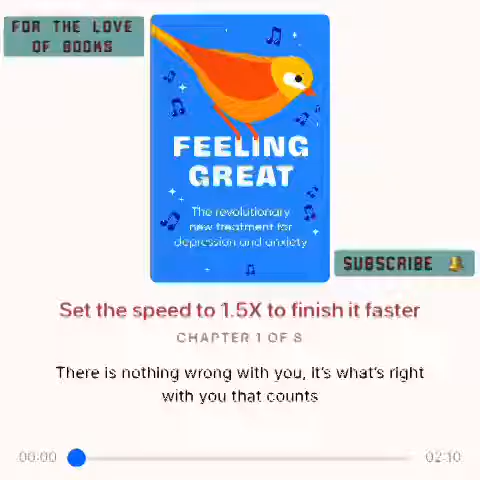 FOR THE LOVE
OF BOOKS
FEELING
GREAT
The revolutionary
new treatment for
depression and anxiety
SUBSCRIBE
Set the speed to 1.5X to finish it faster
CHAPTER 1 OF 8
There is nothing wrong with you, it's what's right
with you that counts
00:00
02:10